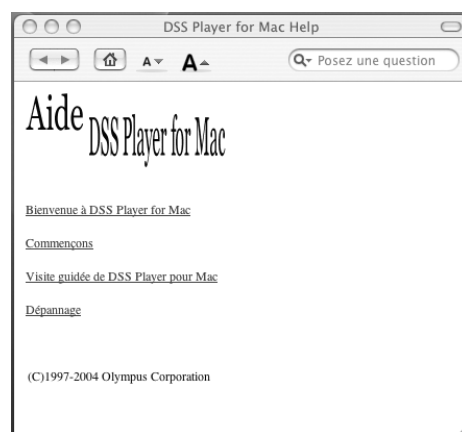 DSS Player for Mac Help
A A Posez une question
Aide DSS Player for Mac
Bienvenue à DSS Player for Mac
Commençons
Visite guidée de DSS Player pour Mac
Dépannage
(C)1997-2004 Olympus Corporation